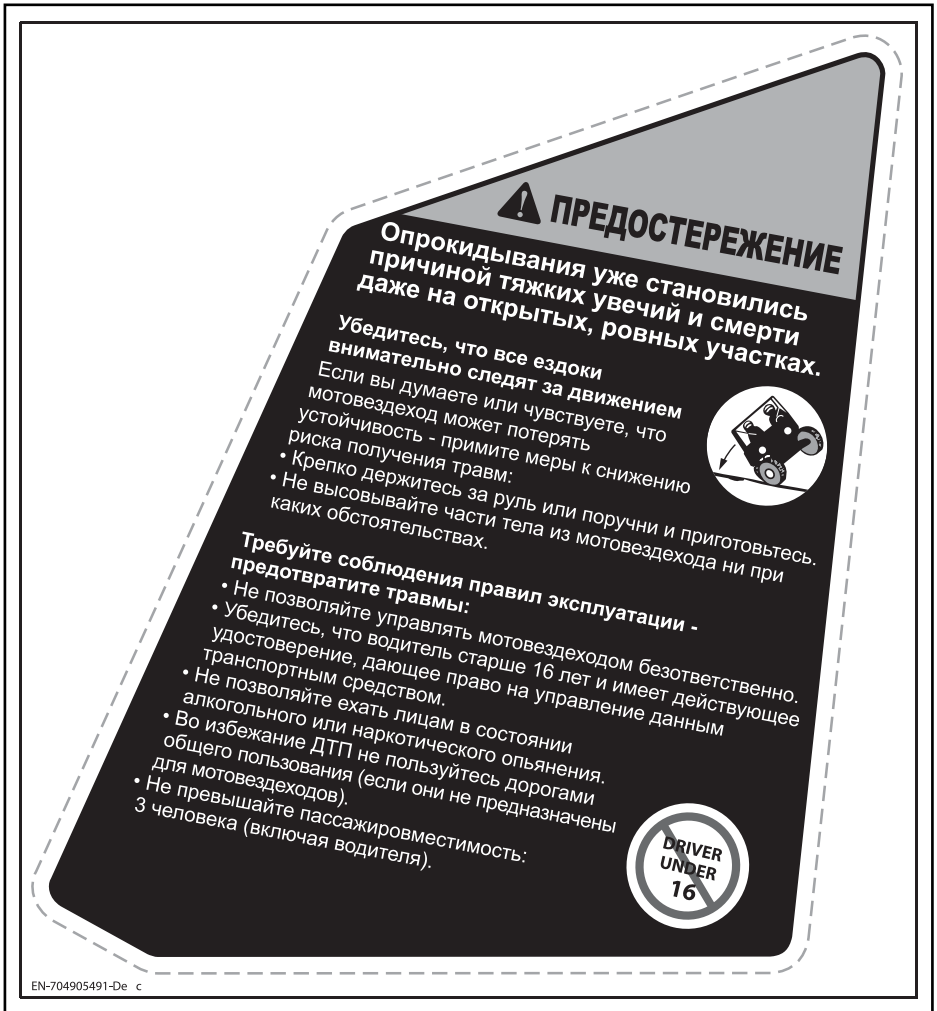 ПРЕДОСТЕРЕЖЕНИЕ
Опрокидывания уже становились
причиной тяжких увечий и смерти
даже на открытых, ровных участках.
Убедитесь, что все ездоки
внимательно следят за движением
Если вы думаете или чувствуете, что
мотовездеход может потерять
устойчивость - примите меры к снижению
риска получения травм:
• Крепко держитесь за руль или поручни и приготовьтесь.
• Не высовывайте части тела из мотовездехода ни при
каких обстоятельствах.
Требуйте соблюдения правил эксплуатации -
предотвратите травмы:
• Не позволяйте управлять мотовездеходом безответственно.
• Убедитесь, что водитель старше 16 лет и имеет действующее
удостоверение, дающее право на управление данным
транспортным средством.
• Не позволяйте ехать лицам в состоянии
алкогольного или наркотического опьянения.
• Во избежание ДТП не пользуйтесь дорогами
общего пользования (если они не предназначены
для мотовездеходов).
• Не превышайте пассажировместимость:
3 человека (включая водителя).
DRIVER
UNDER
16
EN-704905491-De c